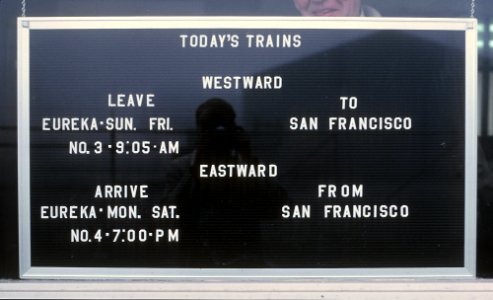 TODAY'S TRAINS
WESTWARD
LEAVE TO
EUREKA·SUN. FRI. SAN FRANCISCO
NO. 3·9:05·AM
EASTWARD
ARRIVE FROM
EUREKA·MON. SAT. SAN FRANCISCO
NO. 4·7:00·PM